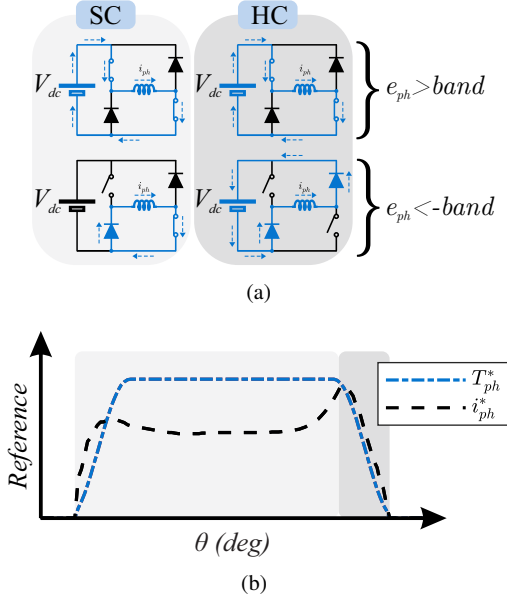 SC HC
V_dc i_ph V_dc i_ph e_ph>band
V_dc i_ph V_dc i_ph e_ph<-band
(a)
Reference
T*_ph
i*_ph
θ (deg)
(b)